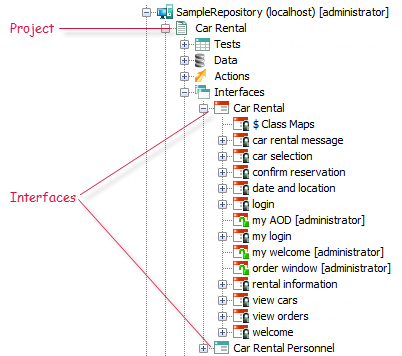 SampleRepository (localhost) [administrator]
Project
Car Rental
Tests
Data
Actions
Interfaces
Car Rental
$ Class Maps
car rental message
car selection
confirm reservation
date and location
Interfaces
login
my AOD [administrator]
my login
my welcome [administrator]
order window [administrator]
rental information
view cars
view orders
welcome
Car Rental Personnel